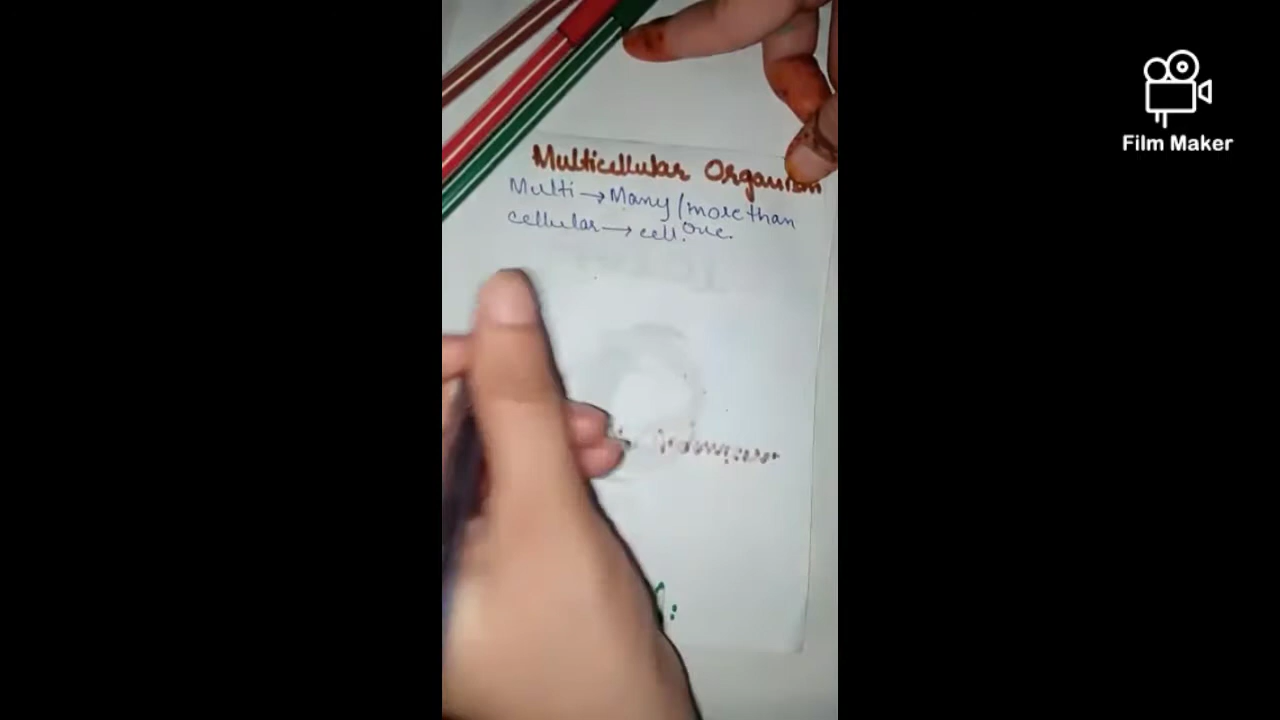 Film Maker
Multicellular Organism
Multi → Many / more than
cellular → cell. one.